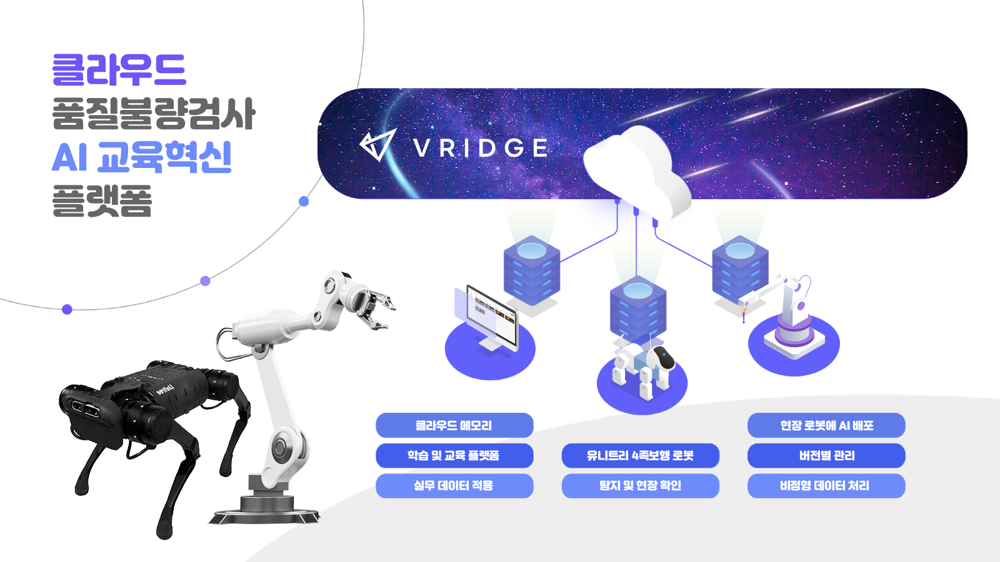 클라우드
품질불량검사
AI 교육혁신
플랫폼
VRIDGE
Unitree
클라우드 메모리
학습 및 교육 플랫폼
실무 데이터 적용
유니트리 4족보행 로봇
탐지 및 현장 확인
현장 로봇에 AI 배포
버전별 관리
비정형 데이터 처리